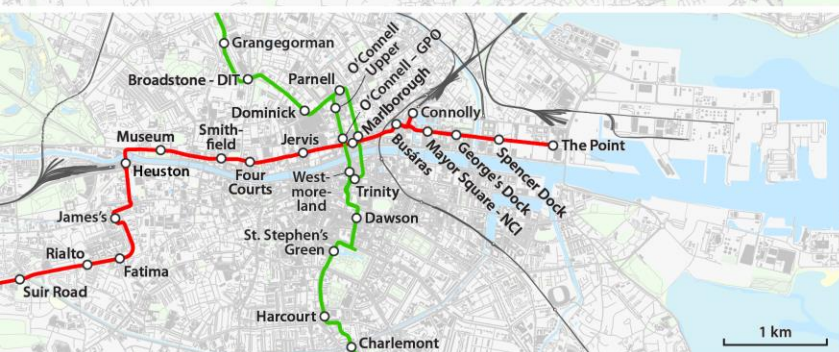 Grangegorman
Broadstone - DIT
Parnell
O'Connell
Upper
O'Connell – GPO
Marlborough
Dominick
Connolly
Museum
Smith-
field
Jervis
The Point
Heuston
Four
Courts
Busáras
Mayor Square - NCI
George's Dock
Spencer Dock
West-
more-
land
Trinity
James's
Dawson
St. Stephen's
Green
Rialto
Fatima
Suir Road
Harcourt
Charlemont
1 km